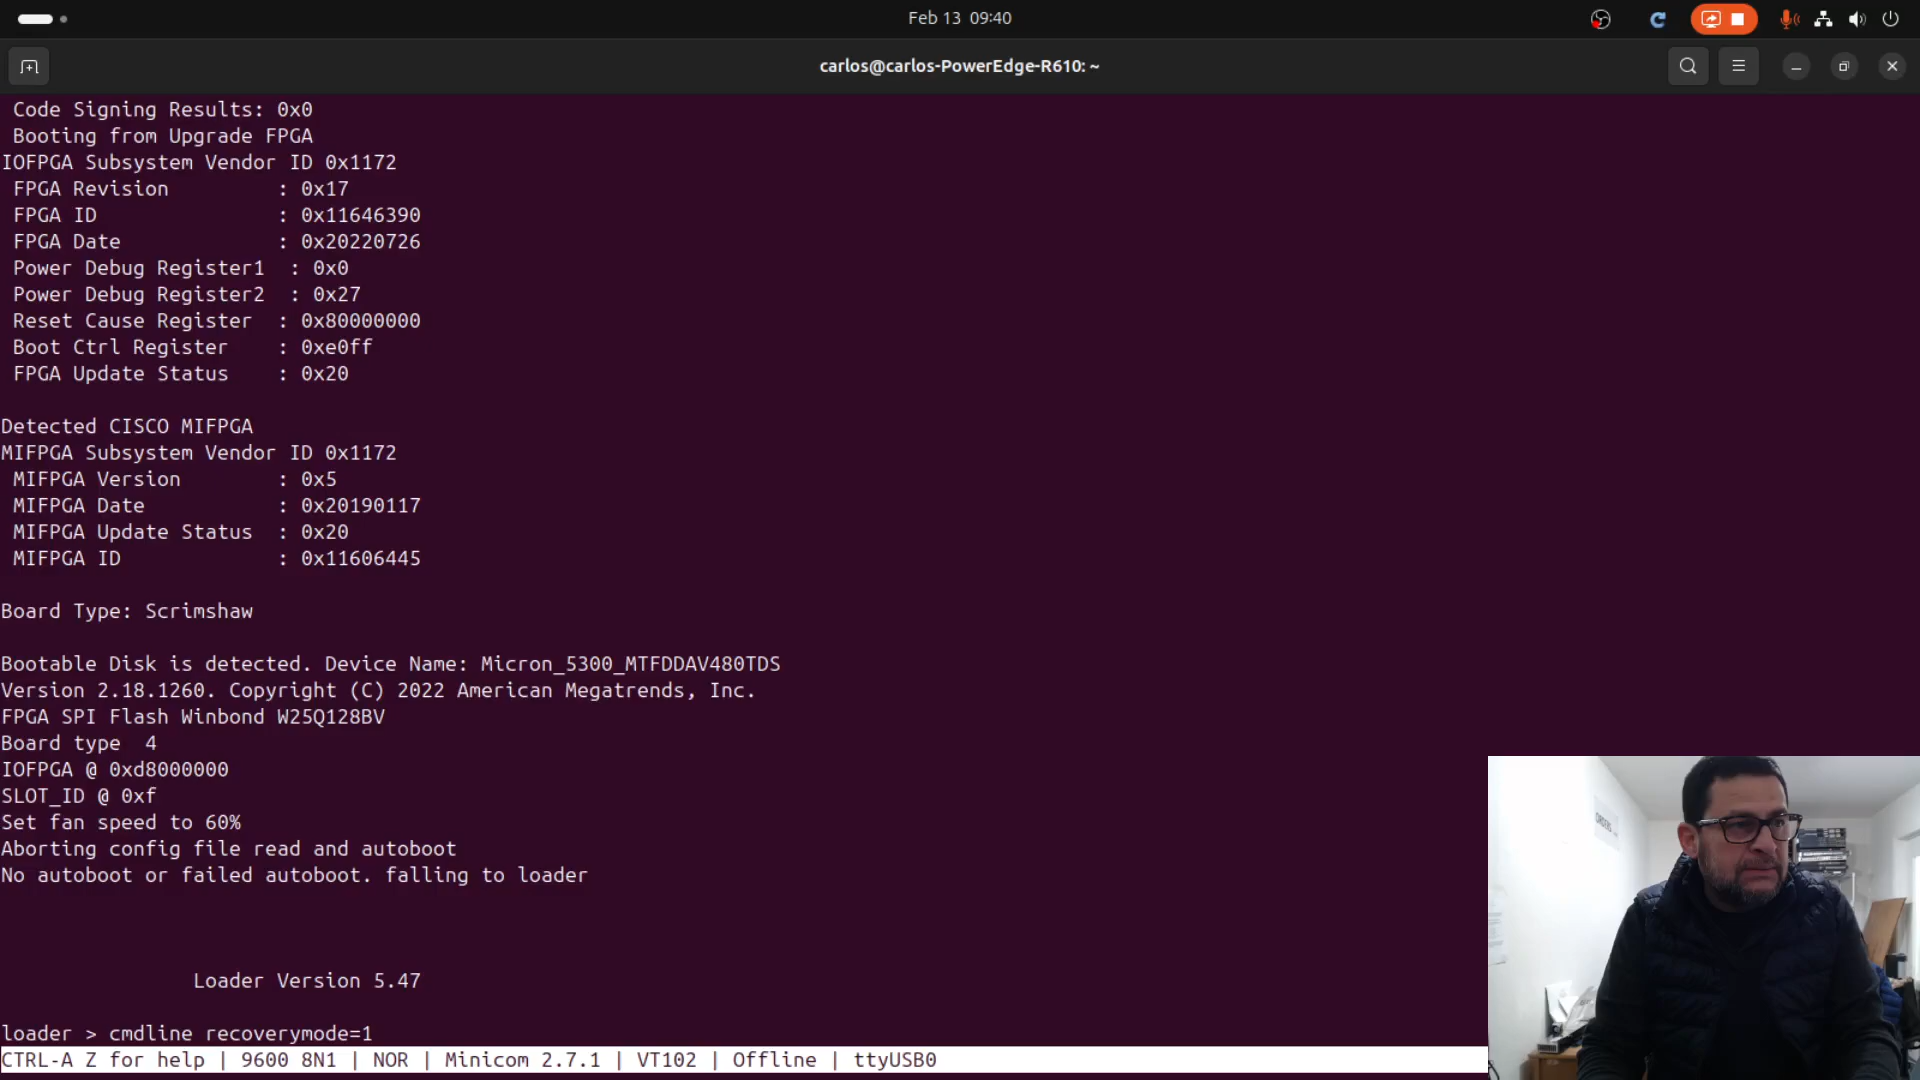 Feb 13 09:40
carlos@carlos-PowerEdge-R610: ~
Code Signing Results: 0x0
Booting from Upgrade FPGA
IOFPGA Subsystem Vendor ID 0x1172
FPGA Revision : 0x17
FPGA ID : 0x11646390
FPGA Date : 0x20220726
Power Debug Register1 : 0x0
Power Debug Register2 : 0x27
Reset Cause Register : 0x80000000
Boot Ctrl Register : 0xe0ff
FPGA Update Status : 0x20
Detected CISCO MIFPGA
MIFPGA Subsystem Vendor ID 0x1172
MIFPGA Version : 0x5
MIFPGA Date : 0x20190117
MIFPGA Update Status : 0x20
MIFPGA ID : 0x11606445
Board Type: Scrimshaw
Bootable Disk is detected. Device Name: Micron_5300_MTFDDAV480TDS
Version 2.18.1260. Copyright (C) 2022 American Megatrends, Inc.
FPGA SPI Flash Winbond W25Q128BV
Board type 4
IOFPGA @ 0xd8000000
SLOT_ID @ 0xf
Set fan speed to 60%
Aborting config file read and autoboot
No autoboot or failed autoboot. falling to loader
Loader Version 5.47
loader > cmdline recoverymode=1
CTRL-A Z for help | 9600 8N1 | NOR | Minicom 2.7.1 | VT102 | Offline | ttyUSB0